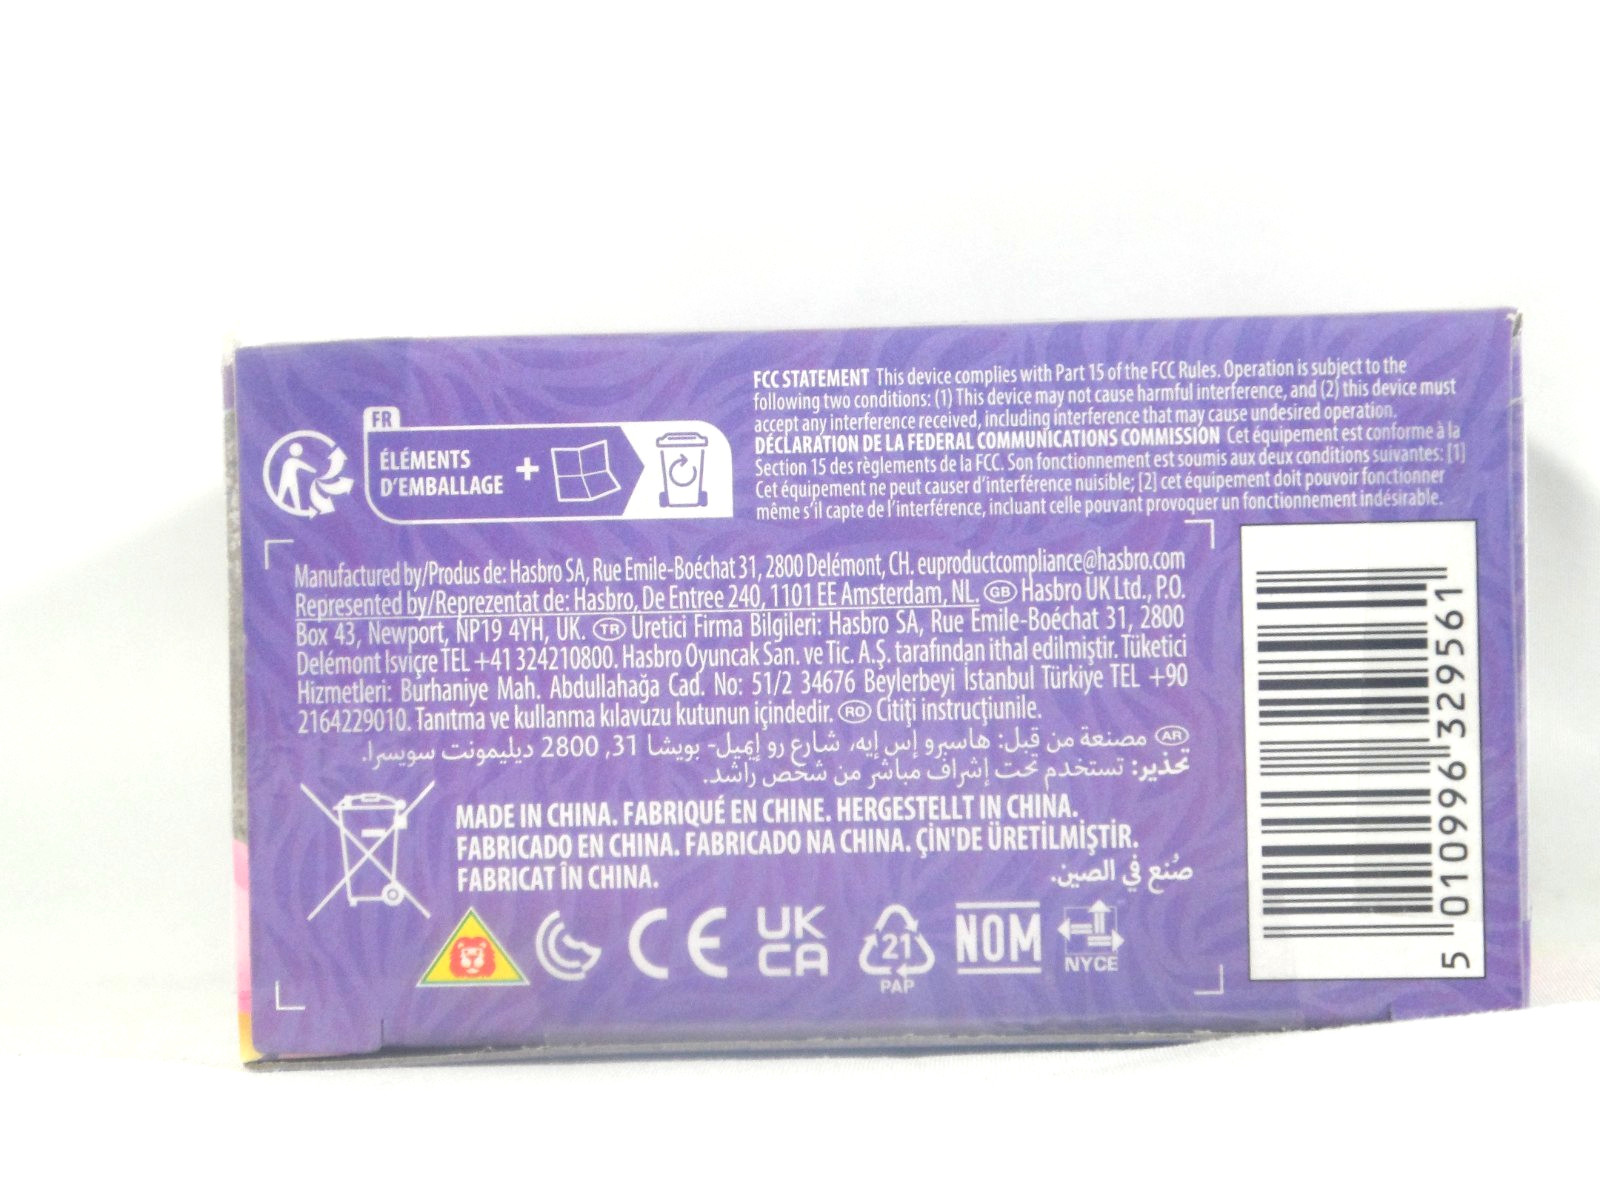 FR
ÉLÉMENTS
D'EMBALLAGE +
FCC STATEMENT This device complies with Part 15 of the FCC Rules. Operation is subject to the
following two conditions: (1) This device may not cause harmful interference, and (2) this device must
accept any interference received, including interference that may cause undesired operation.
DÉCLARATION DE LA FEDERAL COMMUNICATIONS COMMISSION Cet équipement est conforme à la
Section 15 des règlements de la FCC. Son fonctionnement est soumis aux deux conditions suivantes: [1]
Cet équipement ne peut causer d'interférence nuisible; [2] cet équipement doit pouvoir fonctionner
même s'il capte de l'interférence, incluant celle pouvant provoquer un fonctionnement indésirable.
Manufactured by/Produs de: Hasbro SA, Rue Emile-Boéchat 31, 2800 Delémont, CH. euproductcompliance@hasbro.com
Represented by/Reprezentat de: Hasbro, De Entree 240, 1101 EE Amsterdam, NL. GB Hasbro UK Ltd., P.O.
Box 43, Newport, NP19 4YH, UK. TR Üretici Firma Bilgileri: Hasbro SA, Rue Emile-Boéchat 31, 2800
Delémont İsviçre TEL +41 324210800. Hasbro Oyuncak San. ve Tic. A.Ş. tarafından ithal edilmiştir. Tüketici
Hizmetleri: Burhaniye Mah. Abdullahağa Cad. No: 51/2 34676 Beylerbeyi İstanbul Türkiye TEL +90
2164229010. Tanıtma ve kullanma kılavuzu kutunun içindedir. RO Citiți instrucțiunile.
AR مصنعة من قبل: هاسبرو إس إيه، شارع رو إيميل- بويشا 31, 2800 ديليمونت سويسرا.
تحذير: تستخدم تحت إشراف مباشر من شخص راشد.
MADE IN CHINA. FABRIQUÉ EN CHINE. HERGESTELLT IN CHINA.
FABRICADO EN CHINA. FABRICADO NA CHINA. ÇİN'DE ÜRETİLMİŞTİR.
FABRICAT ÎN CHINA.
صُنع في الصين.
CE
UK
CA
21
PAP
NOM
NYCE
5 010996 329561